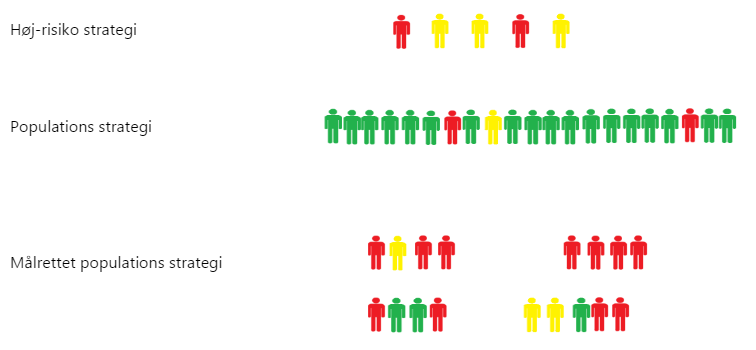 Høj-risiko strategi
Populations strategi
Målrettet populations strategi